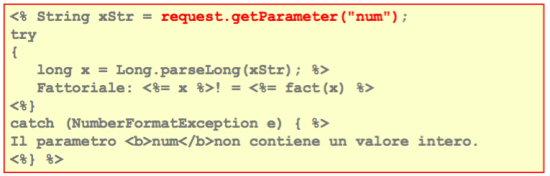 <% String xStr = request.getParameter("num");
try
{
long x = Long.parseLong(xStr); %>
Fattoriale: <%= x %>! = <%= fact(x) %>
<%}
catch (NumberFormatException e) { %>
Il parametro <b>num</b>non contiene un valore intero.
<%} %>